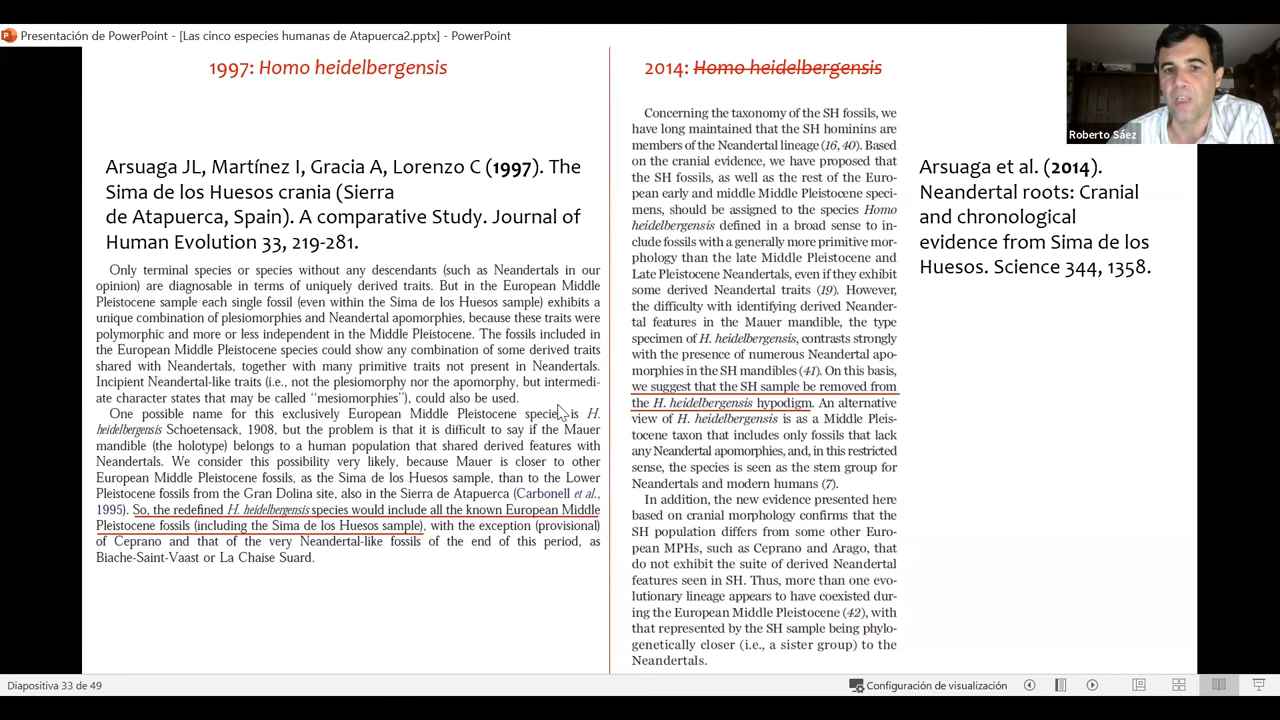 Presentación de PowerPoint - [Las cinco especies humanas de Atapuerca2.pptx] - PowerPoint
1997: Homo heidelbergensis
Arsuaga JL, Martínez I, Gracia A, Lorenzo C (1997). The
Sima de los Huesos crania (Sierra
de Atapuerca, Spain). A comparative Study. Journal of
Human Evolution 33, 219-281.
Only terminal species or species without any descendants (such as Neandertals in our
opinion) are diagnosable in terms of uniquely derived traits. But in the European Middle
Pleistocene sample each single fossil (even within the Sima de los Huesos sample) exhibits a
unique combination of plesiomorphies and Neandertal apomorphies, because these traits were
polymorphic and more or less independent in the Middle Pleistocene. The fossils included in
the European Middle Pleistocene species could show any combination of some derived traits
shared with Neandertals, together with many primitive traits not present in Neandertals.
Incipient Neandertal-like traits (i.e., not the plesiomorphy nor the apomorphy, but intermedi-
ate character states that may be called “mesiomorphies”), could also be used.
One possible name for this exclusively European Middle Pleistocene species is H.
heidelbergensis Schoetensack, 1908, but the problem is that it is difficult to say if the Mauer
mandible (the holotype) belongs to a human population that shared derived features with
Neandertals. We consider this possibility very likely, because Mauer is closer to other
European Middle Pleistocene fossils, as the Sima de los Huesos sample, than to the Lower
Pleistocene fossils from the Gran Dolina site, also in the Sierra de Atapuerca (Carbonell et al.,
1995). So, the redefined H. heidelbergensis species would include all the known European Middle
Pleistocene fossils (including the Sima de los Huesos sample), with the exception (provisional)
of Ceprano and that of the very Neandertal-like fossils of the end of this period, as
Biache-Saint-Vaast or La Chaise Suard.
2014: Homo heidelbergensis
Concerning the taxonomy of the SH fossils, we
have long maintained that the SH hominins are
members of the Neandertal lineage (16, 40). Based
on the cranial evidence, we have proposed that
the SH fossils, as well as the rest of the Euro-
pean early and middle Middle Pleistocene speci-
mens, should be assigned to the species Homo
heidelbergensis defined in a broad sense to in-
clude fossils with a generally more primitive mor-
phology than the late Middle Pleistocene and
Late Pleistocene Neandertals, even if they exhibit
some derived Neandertal traits (19). However,
the difficulty with identifying derived Neander-
tal features in the Mauer mandible, the type
specimen of H. heidelbergensis, contrasts strongly
with the presence of numerous Neandertal apo-
morphies in the SH mandibles (41). On this basis,
we suggest that the SH sample be removed from
the H. heidelbergensis hypodigm. An alternative
view of H. heidelbergensis is as a Middle Pleis-
tocene taxon that includes only fossils that lack
any Neandertal apomorphies, and, in this restricted
sense, the species is seen as the stem group for
Neandertals and modern humans (7).
In addition, the new evidence presented here
based on cranial morphology confirms that the
SH population differs from some other Euro-
pean MPHs, such as Ceprano and Arago, that
do not exhibit the suite of derived Neandertal
features seen in SH. Thus, more than one evo-
lutionary lineage appears to have coexisted dur-
ing the European Middle Pleistocene (42), with
that represented by the SH sample being phylo-
genetically closer (i.e., a sister group) to the
Neandertals.
Roberto Sáez
Arsuaga et al. (2014).
Neandertal roots: Cranial
and chronological
evidence from Sima de los
Huesos. Science 344, 1358.
Diapositiva 33 de 49
Configuración de visualización